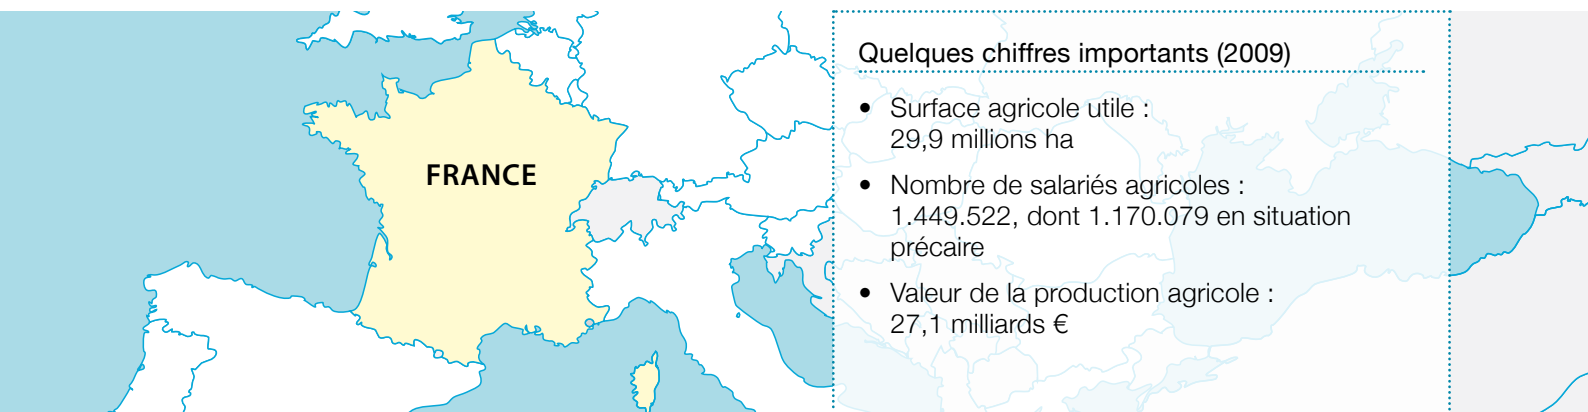 FRANCE
Quelques chiffres importants (2009)
• Surface agricole utile :
29,9 millions ha
• Nombre de salariés agricoles :
1.449.522, dont 1.170.079 en situation
précaire
• Valeur de la production agricole :
27,1 milliards €